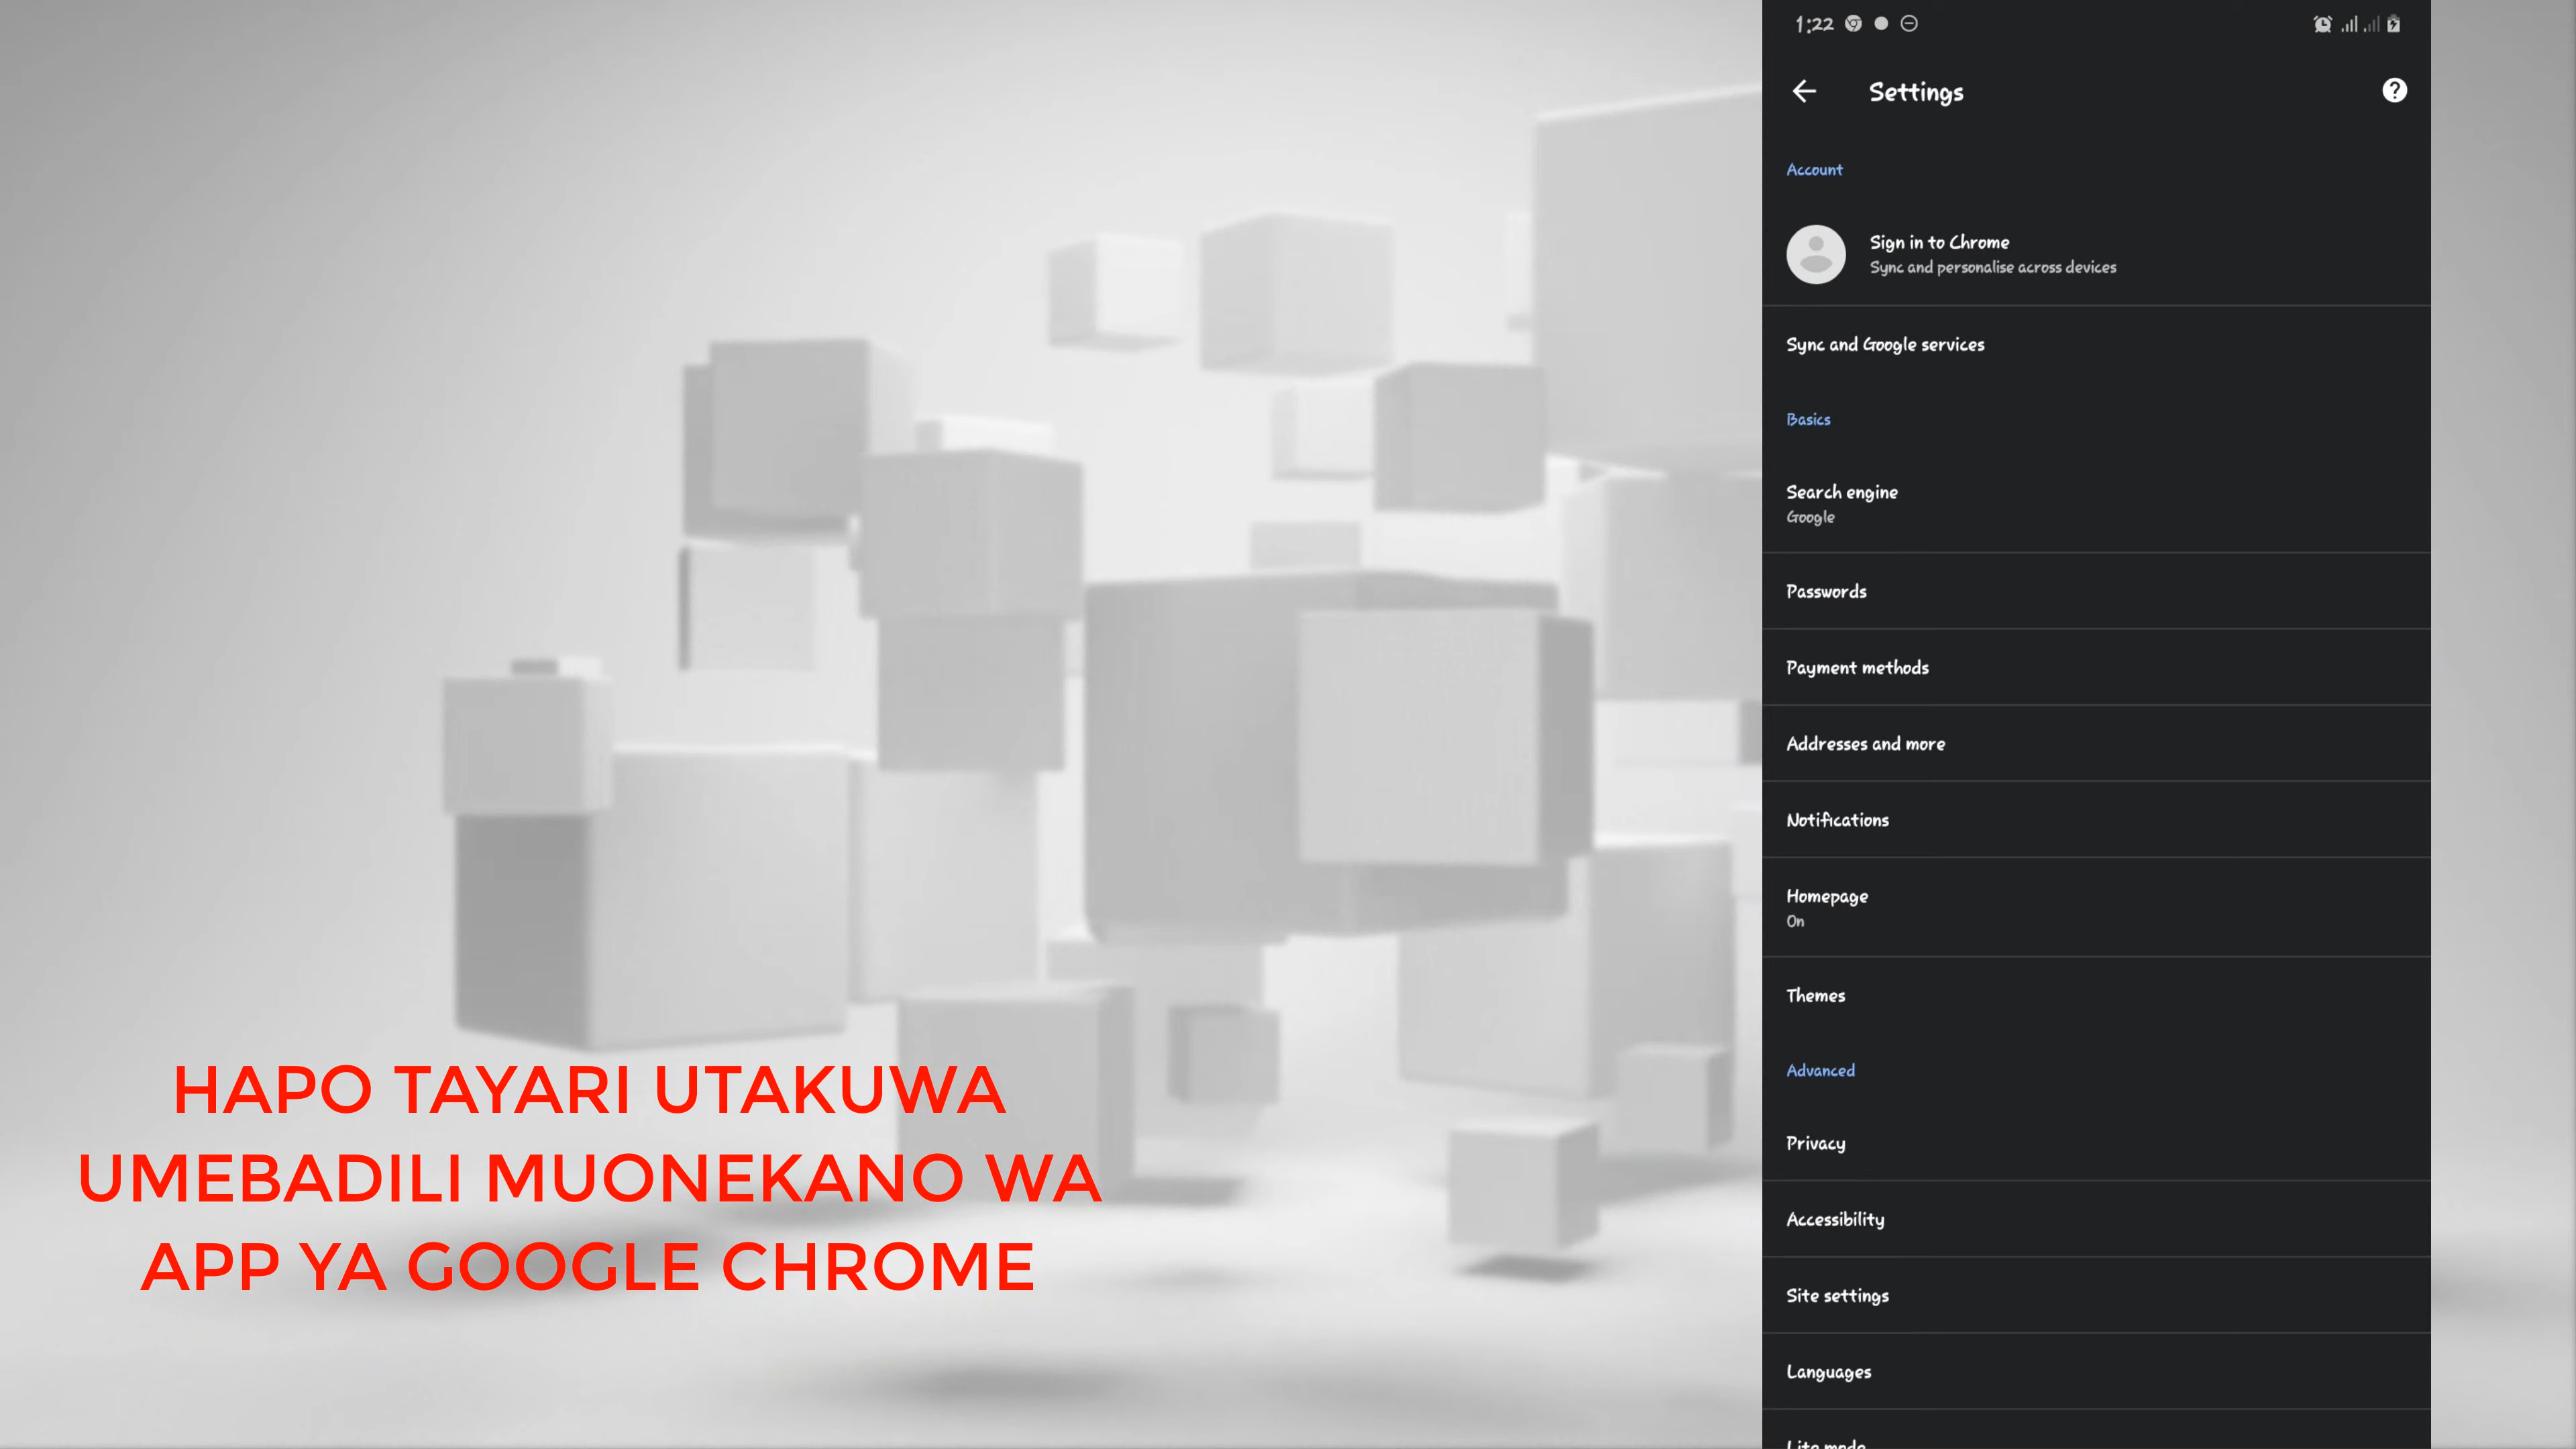 1:22
Settings
Account
Sign in to Chrome
Sync and personalise across devices
Sync and Google services
Basics
Search engine
Google
Passwords
Payment methods
Addresses and more
Notifications
Homepage
On
Themes
Advanced
Privacy
Accessibility
Site settings
Languages
Lite mode
HAPO TAYARI UTAKUWA
UMEBADILI MUONEKANO WA
APP YA GOOGLE CHROME